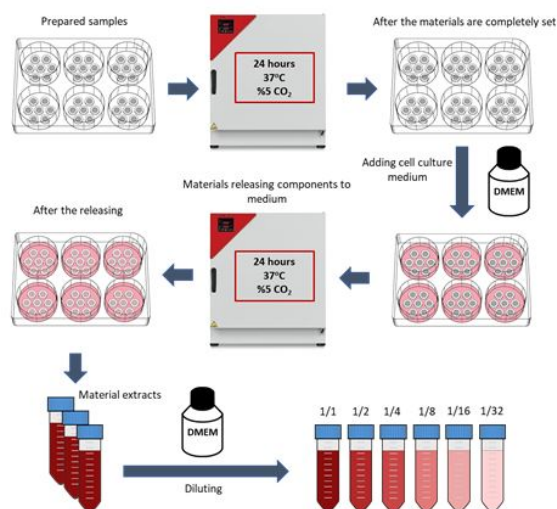 Prepared samples
After the materials are completely set
24 hours
37°C
%5 CO₂
Adding cell culture
medium
DMEM
Materials releasing components to
medium
After the releasing
24 hours
37°C
%5 CO₂
Material extracts
DMEM
Diluting
1/1 1/2 1/4 1/8 1/16 1/32